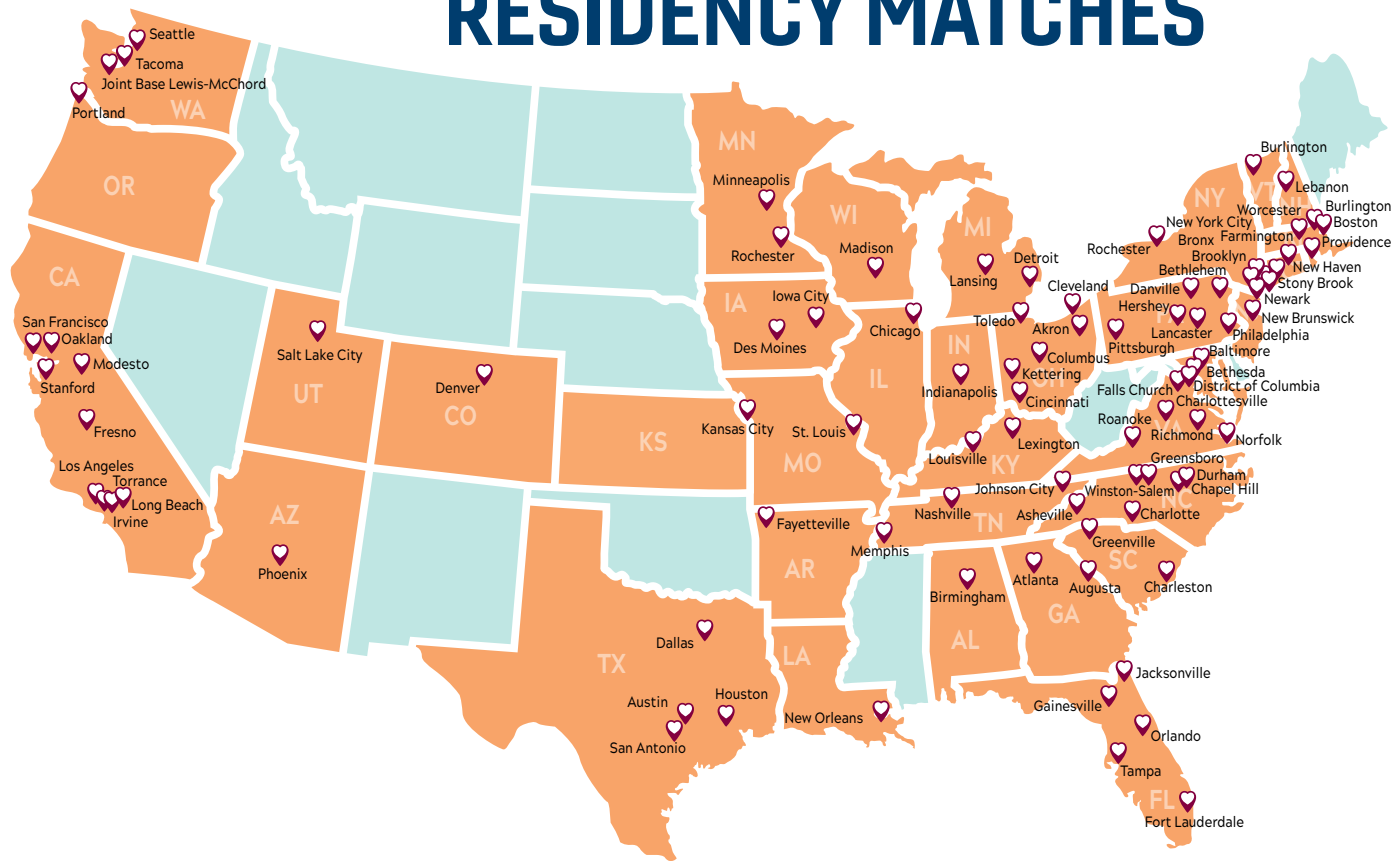 RESIDENCY MATCHES
Seattle
Tacoma
Joint Base Lewis-McChord
Portland
WA
OR
CA
San Francisco
Oakland
Modesto
Stanford
Fresno
Los Angeles
Torrance
Long Beach
Irvine
Salt Lake City
UT
AZ
Phoenix
Denver
CO
KS
TX
Dallas
Austin
Houston
San Antonio
MN
Minneapolis
Rochester
IA
Iowa City
Des Moines
Kansas City
St. Louis
MO
Fayetteville
AR
LA
New Orleans
WI
Madison
Chicago
IL
MI
Lansing
Detroit
IN
Indianapolis
Toledo
Cleveland
Akron
Columbus
Kettering
OH
Cincinnati
Louisville
Lexington
KY
Nashville
TN
Memphis
Johnson City
Birmingham
AL
Atlanta
Augusta
GA
Asheville
Winston-Salem
Greensboro
Durham
Chapel Hill
NC
Charlotte
Greenville
SC
Charleston
Jacksonville
Gainesville
Orlando
Tampa
FL
Fort Lauderdale
Burlington
VT
Lebanon
NH
NY
Rochester
New York City
Bronx
Brooklyn
Worcester
Burlington
Boston
Farmington
Providence
New Haven
Stony Brook
Newark
New Brunswick
Bethlehem
Danville
Hershey
PA
Lancaster
Philadelphia
Pittsburgh
Baltimore
Bethesda
District of Columbia
Falls Church
Charlottesville
Roanoke
VA
Richmond
Norfolk